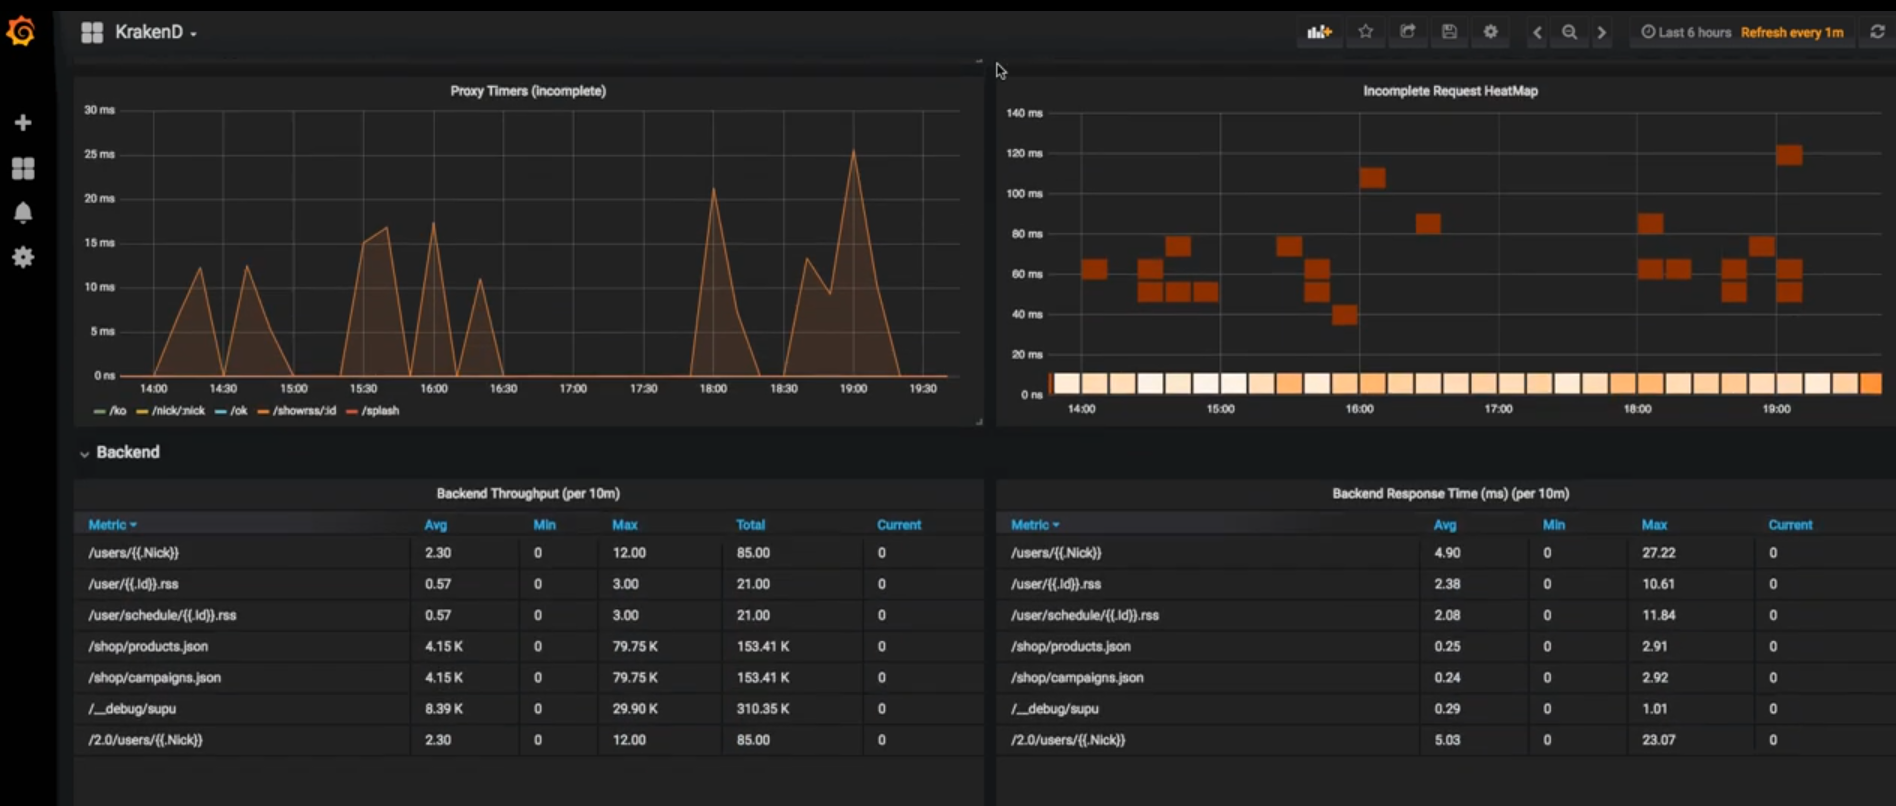 KrakenD
Last 6 hours Refresh every 1m
Proxy Timers (incomplete)
30 ms
25 ms
20 ms
15 ms
10 ms
5 ms
0 ns
14:00 14:30 15:00 15:30 16:00 16:30 17:00 17:30 18:00 18:30 19:00 19:30
/ko /nick/:nick /ok /showrss/:id /splash
Incomplete Request HeatMap
140 ms
120 ms
100 ms
80 ms
60 ms
40 ms
20 ms
0 ns
14:00 15:00 16:00 17:00 18:00 19:00
Backend
Backend Throughput (per 10m)
Metric Avg Min Max Total Current
/users/{{.Nick}} 2.30 0 12.00 85.00 0
/user/{{.Id}}.rss 0.57 0 3.00 21.00 0
/user/schedule/{{.Id}}.rss 0.57 0 3.00 21.00 0
/shop/products.json 4.15 K 0 79.75 K 153.41 K 0
/shop/campaigns.json 4.15 K 0 79.75 K 153.41 K 0
/__debug/supu 8.39 K 0 29.90 K 310.35 K 0
/2.0/users/{{.Nick}} 2.30 0 12.00 85.00 0
Backend Response Time (ms) (per 10m)
Metric Avg Min Max Current
/users/{{.Nick}} 4.90 0 27.22 0
/user/{{.Id}}.rss 2.38 0 10.61 0
/user/schedule/{{.Id}}.rss 2.08 0 11.84 0
/shop/products.json 0.25 0 2.91 0
/shop/campaigns.json 0.24 0 2.92 0
/__debug/supu 0.29 0 1.01 0
/2.0/users/{{.Nick}} 5.03 0 23.07 0